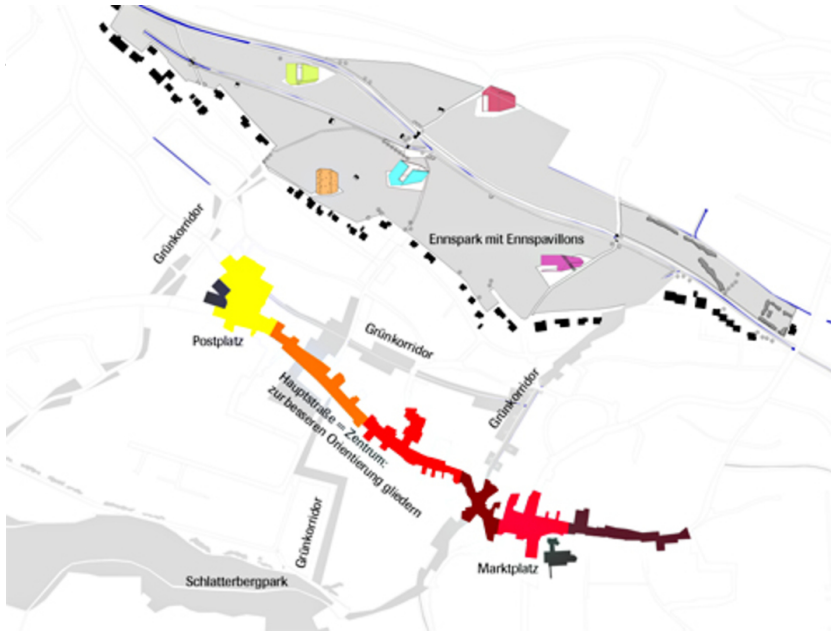 Grünkorridor
Ennspark mit Ennspavillons
Postplatz
Grünkorridor
Hauptstraße = Zentrum:
zur besseren Orientierung gliedern
Grünkorridor
Grünkorridor
Schlatterbergpark
Marktplatz